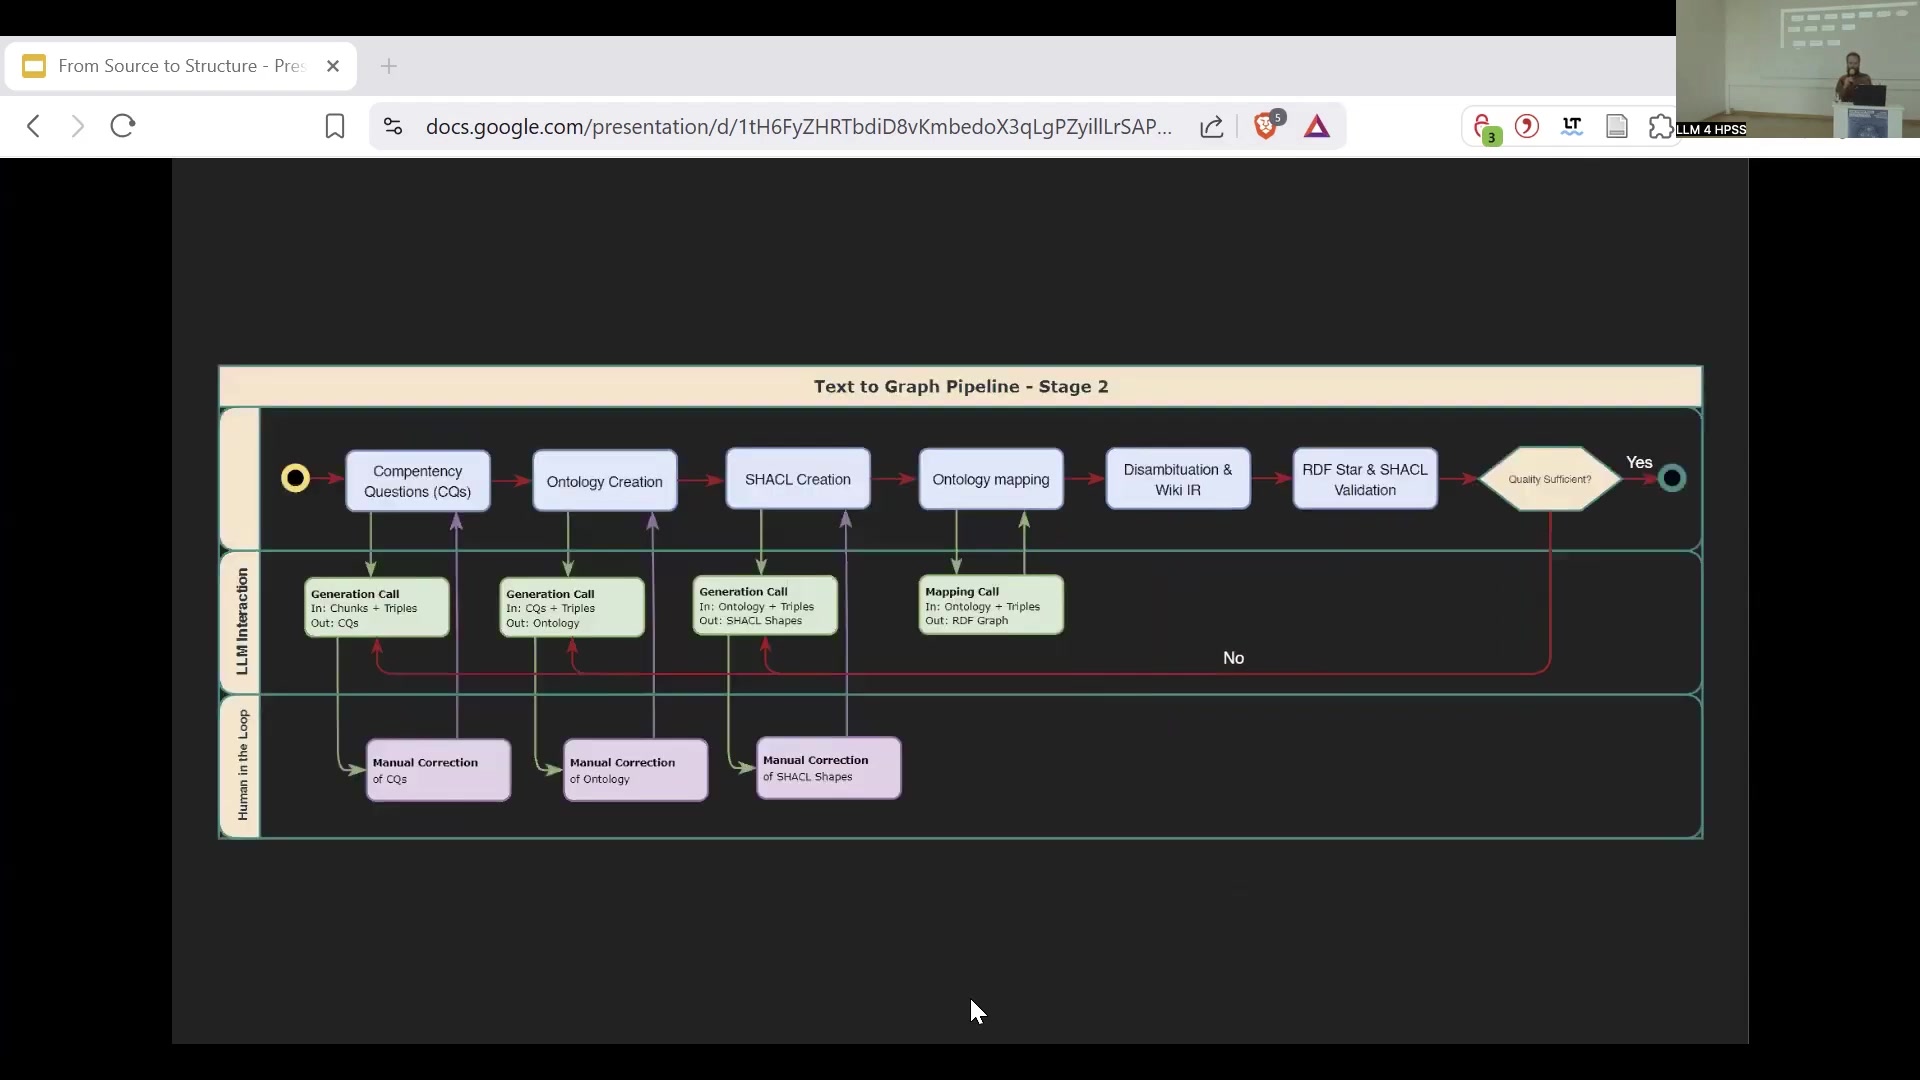 From Source to Structure - Pres
docs.google.com/presentation/d/1tH6FyZHRTbdiD8vKmbedoX3qLgPZyillLrSAP...
5
3
LT
LLM 4 HPSS
Text to Graph Pipeline - Stage 2
Compentency
Questions (CQs)
Ontology Creation
SHACL Creation
Ontology mapping
Disambituation &
Wiki IR
RDF Star & SHACL
Validation
Quality Sufficient?
Yes
LLM Interaction
Generation Call
In: Chunks + Triples
Out: CQs
Generation Call
In: CQs + Triples
Out: Ontology
Generation Call
In: Ontology + Triples
Out: SHACL Shapes
Mapping Call
In: Ontology + Triples
Out: RDF Graph
No
Human in the Loop
Manual Correction
of CQs
Manual Correction
of Ontology
Manual Correction
of SHACL Shapes